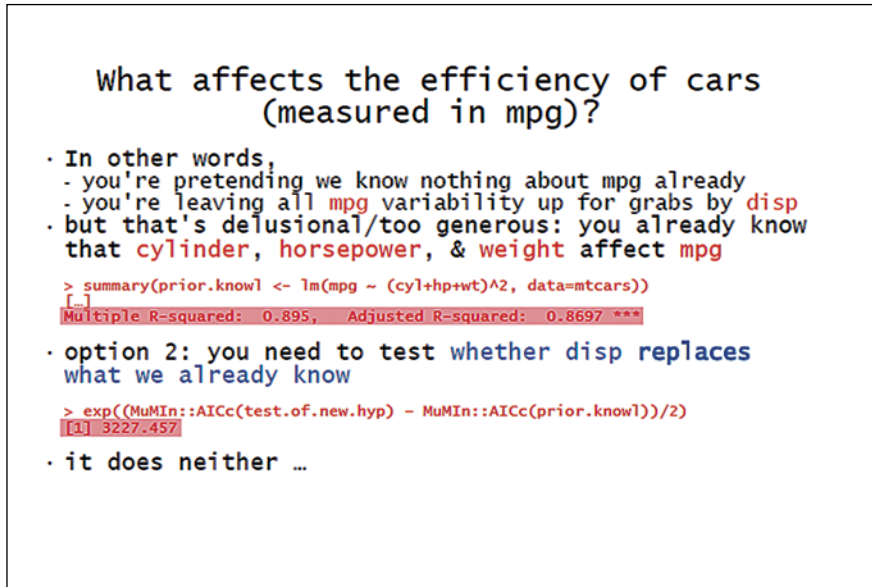 What affects the efficiency of cars
(measured in mpg)?
· In other words,
- you're pretending we know nothing about mpg already
- you're leaving all mpg variability up for grabs by disp
· but that's delusional/too generous: you already know
that cylinder, horsepower, & weight affect mpg
> summary(prior.knowl <- lm(mpg ~ (cyl+hp+wt)^2, data=mtcars))
[…]
Multiple R-squared:  0.895,   Adjusted R-squared:  0.8697 ***
· option 2: you need to test whether disp replaces
what we already know
> exp((MuMIn::AICc(test.of.new.hyp) – MuMIn::AICc(prior.knowl))/2)
[1] 3227.457
· it does neither …